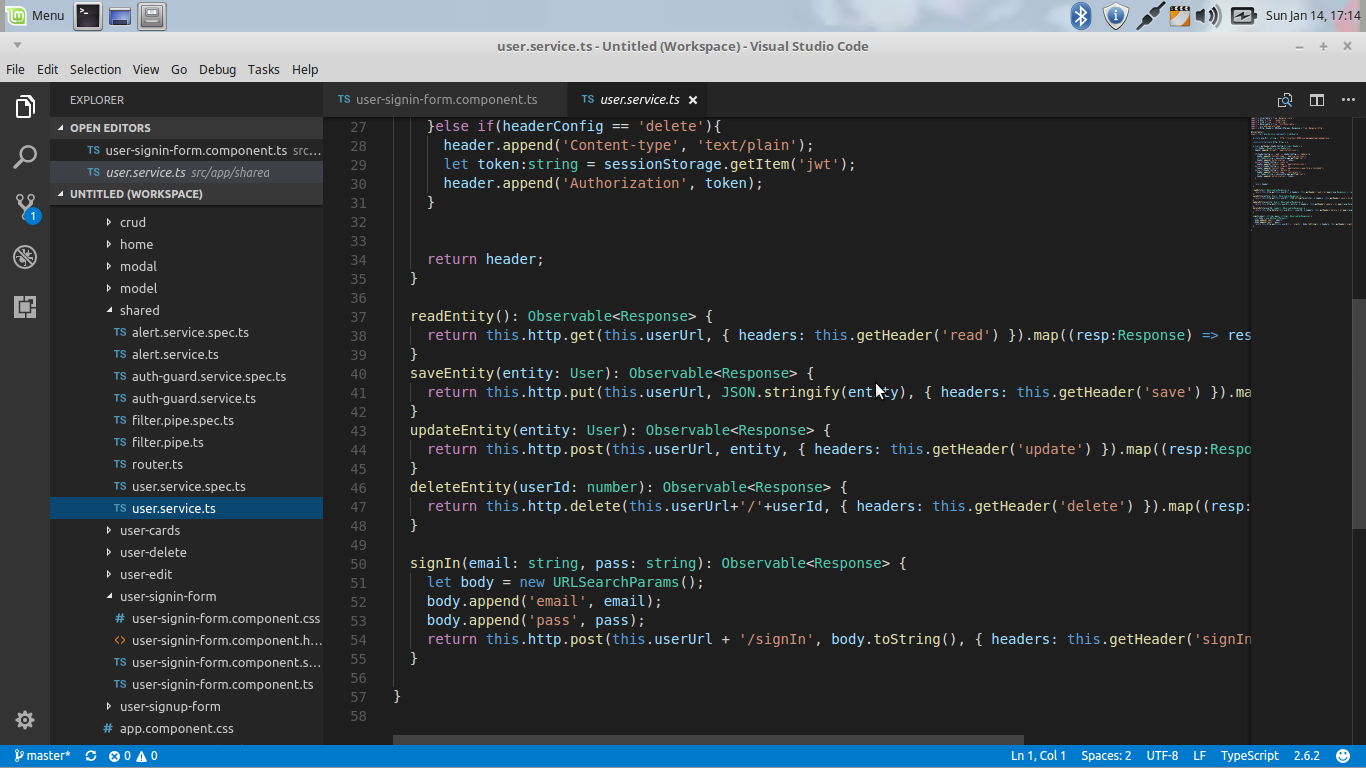 Menu
Sun Jan 14, 17:14
user.service.ts - Untitled (Workspace) - Visual Studio Code
File Edit Selection View Go Debug Tasks Help
EXPLORER
OPEN EDITORS
user-signin-form.component.ts src...
user.service.ts src/app/shared
UNTITLED (WORKSPACE)
crud
home
modal
model
shared
TS alert.service.spec.ts
TS alert.service.ts
TS auth-guard.service.spec.ts
TS auth-guard.service.ts
TS filter.pipe.spec.ts
TS filter.pipe.ts
TS router.ts
TS user.service.spec.ts
TS user.service.ts
user-cards
user-delete
user-edit
user-signin-form
# user-signin-form.component.css
<> user-signin-form.component.h...
TS user-signin-form.component.s...
TS user-signin-form.component.ts
user-signup-form
# app.component.css
1
TS user-signin-form.component.ts
TS user.service.ts
27 }else if(headerConfig == 'delete'){
28 header.append('Content-type', 'text/plain');
29 let token:string = sessionStorage.getItem('jwt');
30 header.append('Authorization', token);
31 }
32
33
34 return header;
35 }
36
37 readEntity(): Observable<Response> {
38 return this.http.get(this.userUrl, { headers: this.getHeader('read') }).map((resp:Response) => res
39 }
40 saveEntity(entity: User): Observable<Response> {
41 return this.http.put(this.userUrl, JSON.stringify(entity), { headers: this.getHeader('save') }).ma
42 }
43 updateEntity(entity: User): Observable<Response> {
44 return this.http.post(this.userUrl, entity, { headers: this.getHeader('update') }).map((resp:Respo
45 }
46 deleteEntity(userId: number): Observable<Response> {
47 return this.http.delete(this.userUrl+'/'+userId, { headers: this.getHeader('delete') }).map((resp:
48 }
49
50 signIn(email: string, pass: string): Observable<Response> {
51 let body = new URLSearchParams();
52 body.append('email', email);
53 body.append('pass', pass);
54 return this.http.post(this.userUrl + '/signIn', body.toString(), { headers: this.getHeader('signIn
55 }
56
57 }
58
master* 0 0
Ln 1, Col 1 Spaces: 2 UTF-8 LF TypeScript 2.6.2